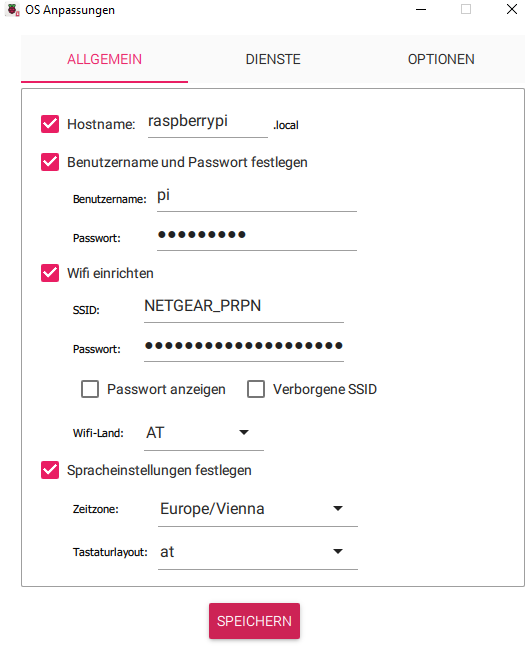 OS Anpassungen
ALLGEMEIN DIENSTE OPTIONEN
Hostname: raspberrypi .local
Benutzername und Passwort festlegen
Benutzername: pi
Passwort: •••••••••
Wifi einrichten
SSID: NETGEAR_PRPN
Passwort: ••••••••••••••••••••
Passwort anzeigen Verborgene SSID
Wifi-Land: AT
Spracheinstellungen festlegen
Zeitzone: Europe/Vienna
Tastaturlayout: at
SPEICHERN